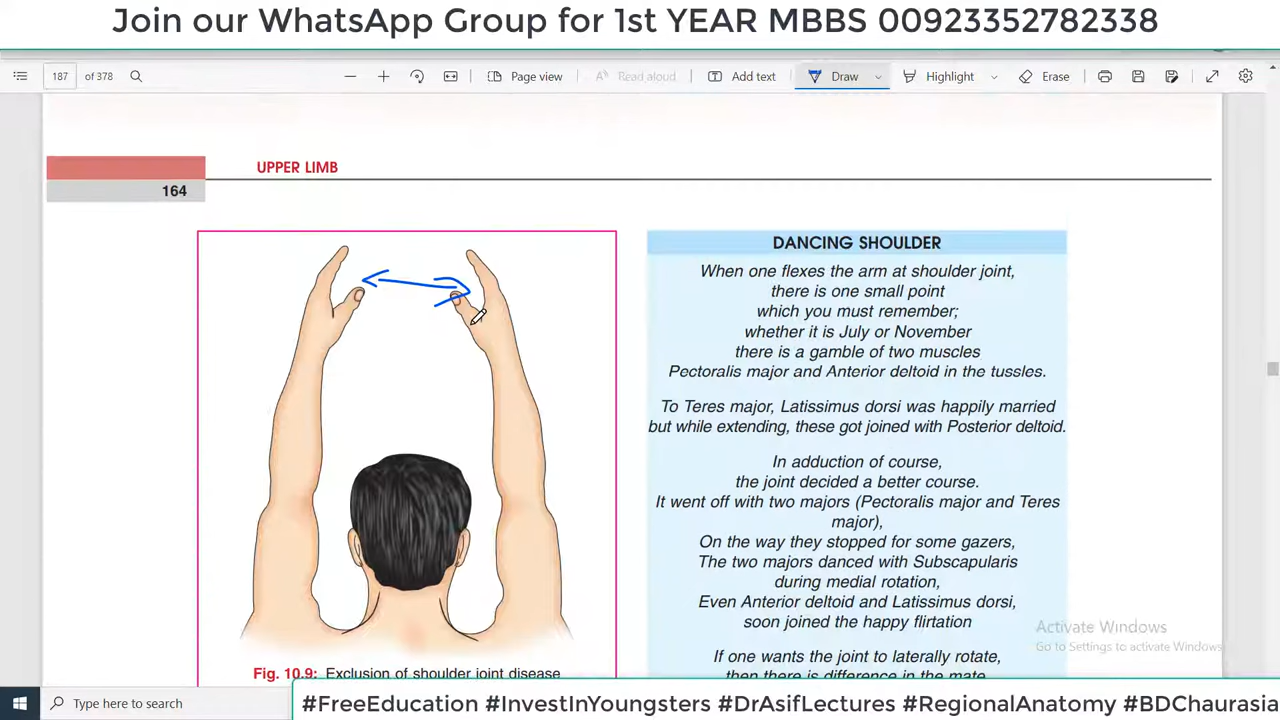 Join our WhatsApp Group for 1st YEAR MBBS 00923352782338
187 of 378
Page view
Read aloud
Add text
Draw
Highlight
Erase
UPPER LIMB
164
DANCING SHOULDER
When one flexes the arm at shoulder joint,
there is one small point
which you must remember;
whether it is July or November
there is a gamble of two muscles
Pectoralis major and Anterior deltoid in the tussles.
To Teres major, Latissimus dorsi was happily married
but while extending, these got joined with Posterior deltoid.
In adduction of course,
the joint decided a better course.
It went off with two majors (Pectoralis major and Teres
major),
On the way they stopped for some gazers,
The two majors danced with Subscapularis
during medial rotation,
Even Anterior deltoid and Latissimus dorsi,
soon joined the happy flirtation
If one wants the joint to laterally rotate,
then there is difference in the mate
Fig. 10.9: Exclusion of shoulder joint disease
Activate Windows
Go to Settings to activate Windows.
Type here to search
#FreeEducation #InvestInYoungsters #DrAsifLectures #RegionalAnatomy #BDChaurasia